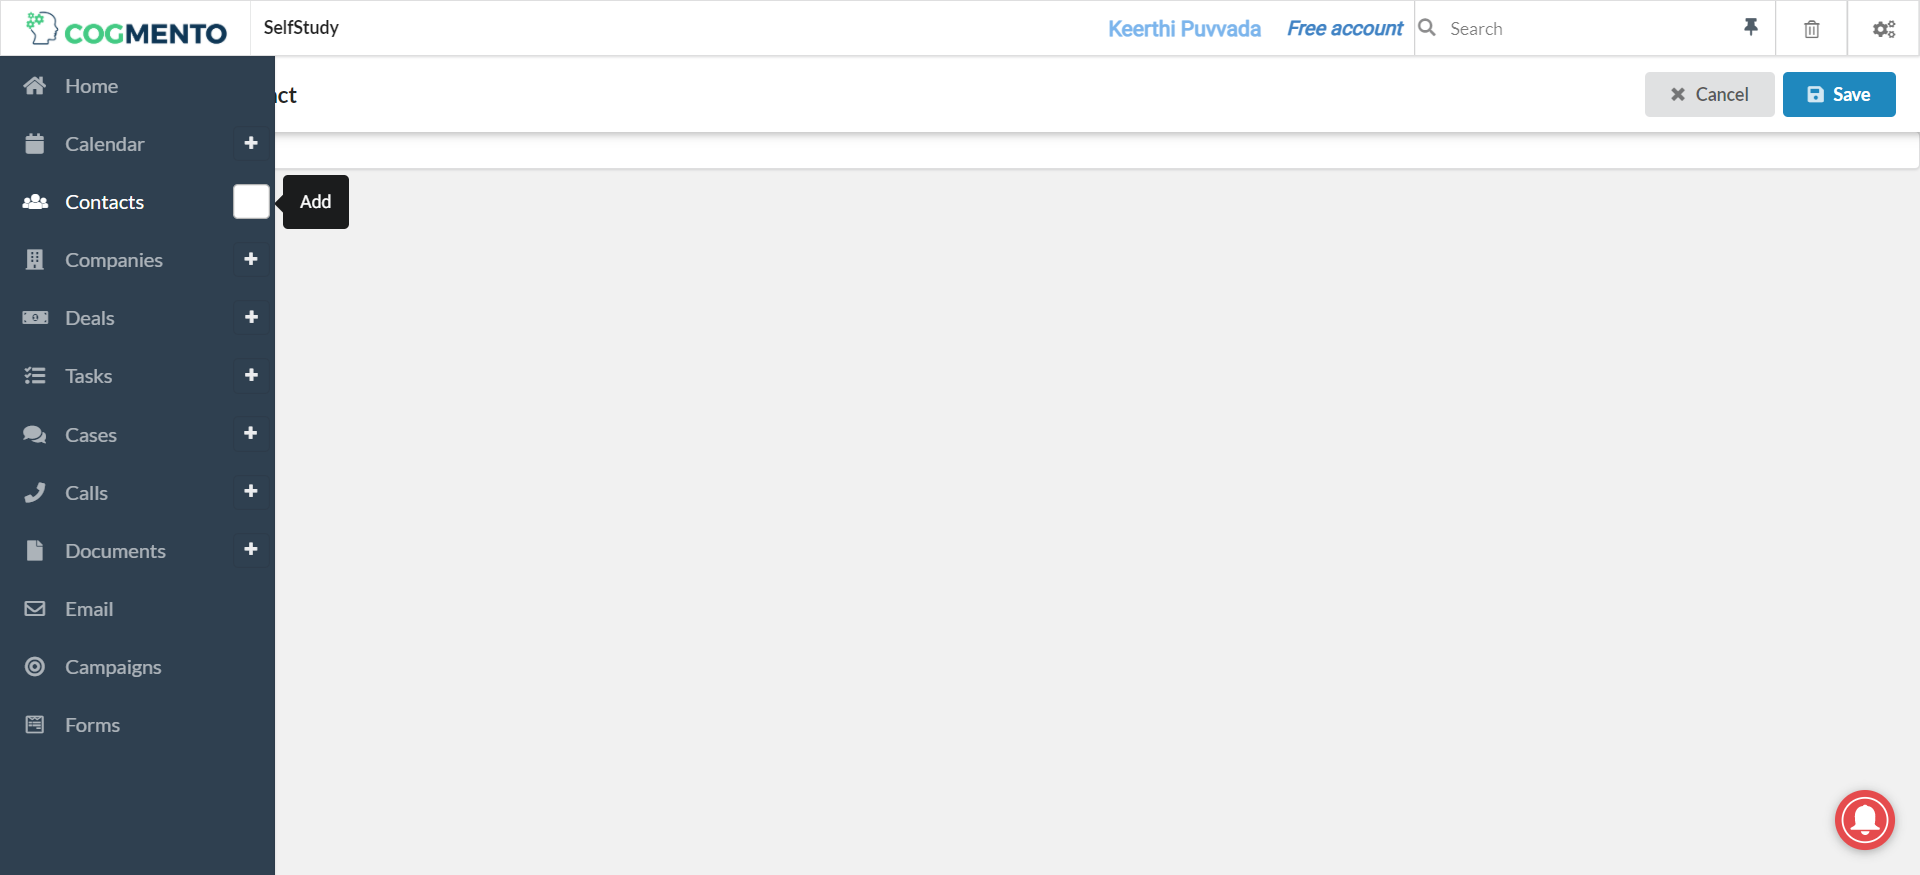 COGMENTO SelfStudy Keerthi Puvvada Free account Search
act Cancel Save
Home
Calendar
Contacts Add
Companies
Deals
Tasks
Cases
Calls
Documents
Email
Campaigns
Forms